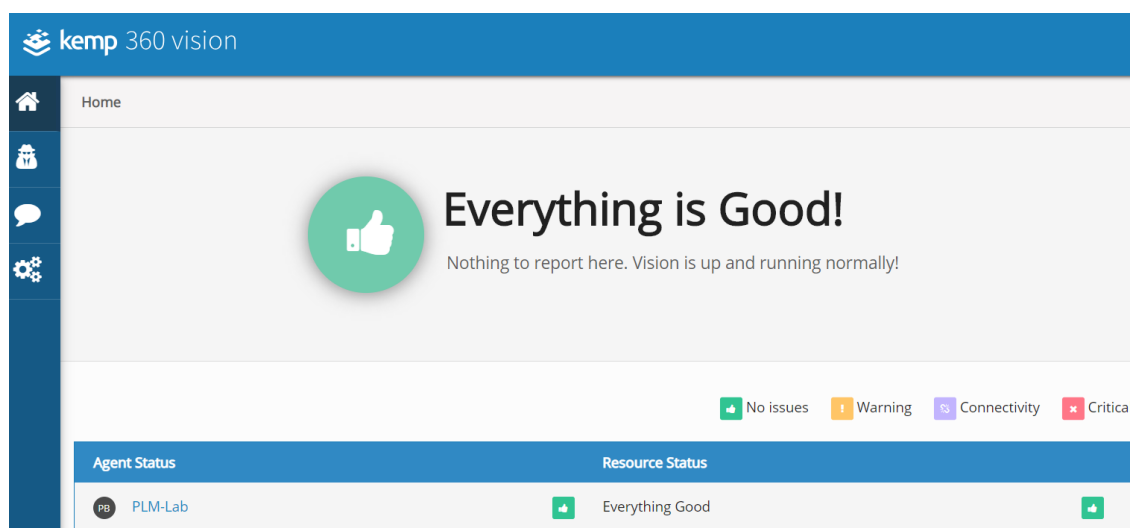 kemp 360 vision
Home
Everything is Good!
Nothing to report here. Vision is up and running normally!
No issues Warning Connectivity Critica
Agent Status Resource Status
PB PLM-Lab Everything Good